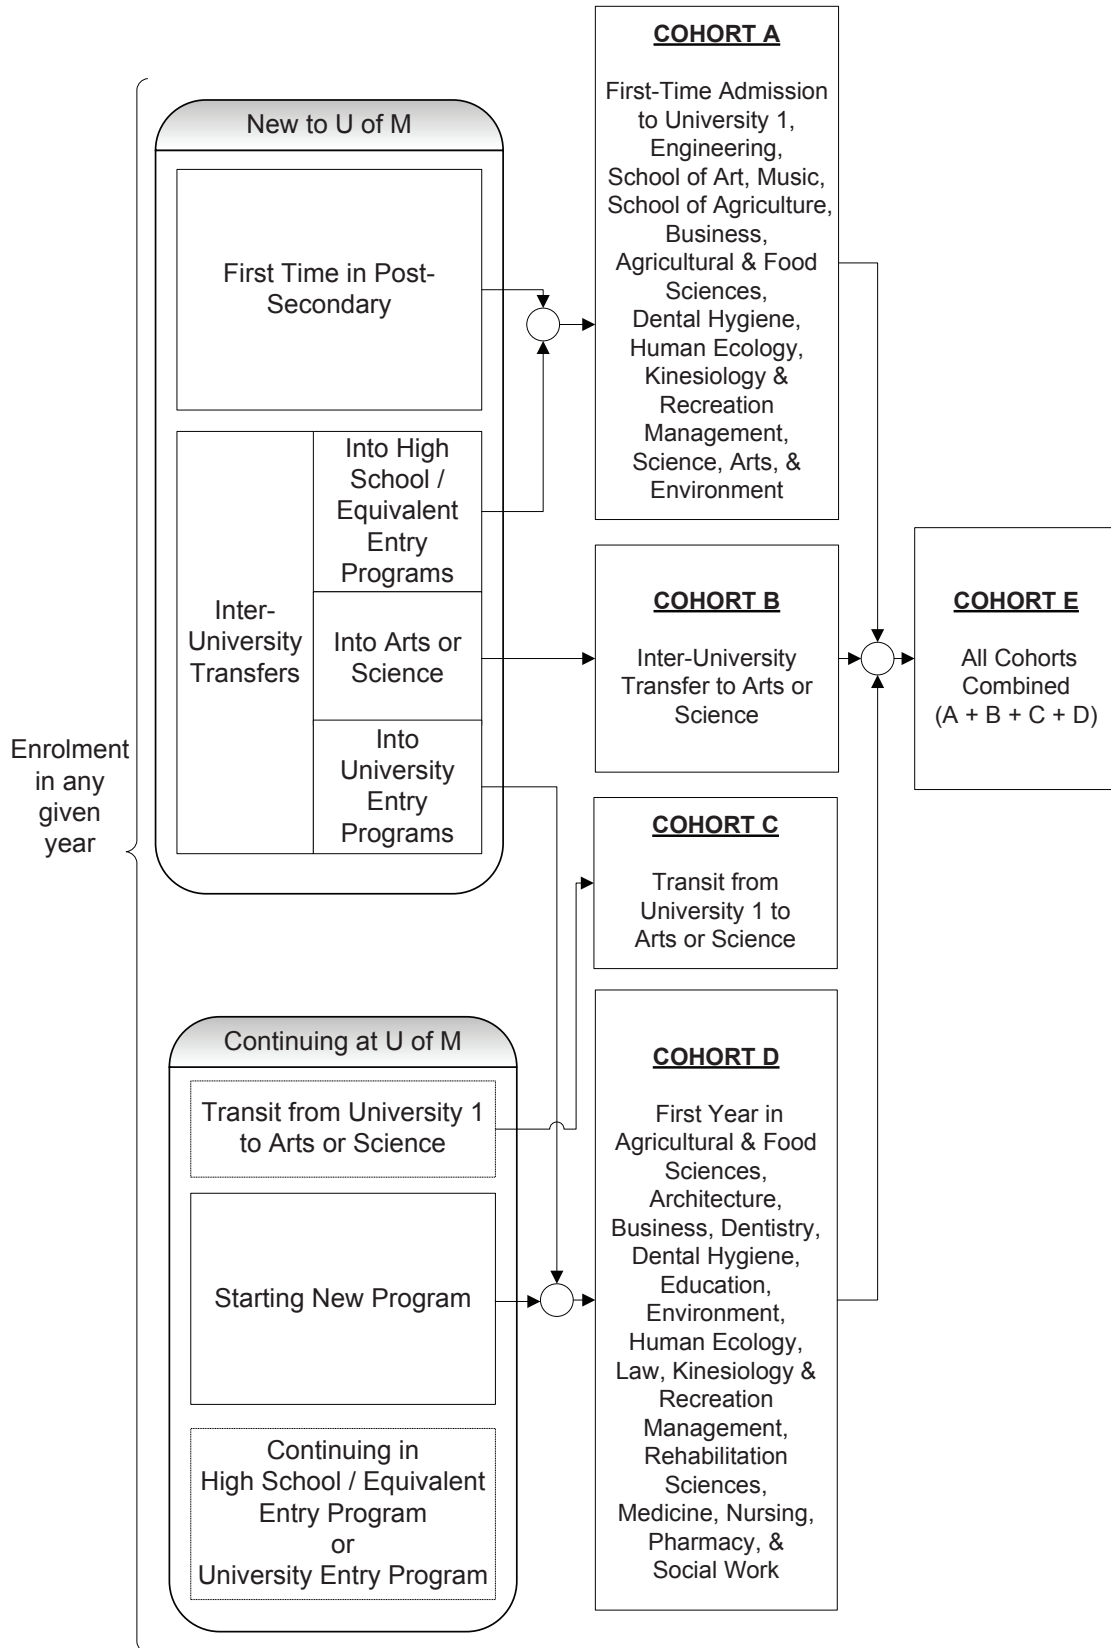 Enrolment
in any
given
year
New to U of M
First Time in Post-
Secondary
Inter-
University
Transfers
Into High
School /
Equivalent
Entry
Programs
Into Arts or
Science
Into
University
Entry
Programs
Continuing at U of M
Transit from University 1
to Arts or Science
Starting New Program
Continuing in
High School / Equivalent
Entry Program
or
University Entry Program
COHORT A
First-Time Admission
to University 1,
Engineering,
School of Art, Music,
School of Agriculture,
Business,
Agricultural & Food
Sciences,
Dental Hygiene,
Human Ecology,
Kinesiology &
Recreation
Management,
Science, Arts, &
Environment
COHORT B
Inter-University
Transfer to Arts or
Science
COHORT C
Transit from
University 1 to
Arts or Science
COHORT D
First Year in
Agricultural & Food
Sciences,
Architecture,
Business, Dentistry,
Dental Hygiene,
Education,
Environment,
Human Ecology,
Law, Kinesiology &
Recreation
Management,
Rehabilitation
Sciences,
Medicine, Nursing,
Pharmacy, &
Social Work
COHORT E
All Cohorts
Combined
(A + B + C + D)